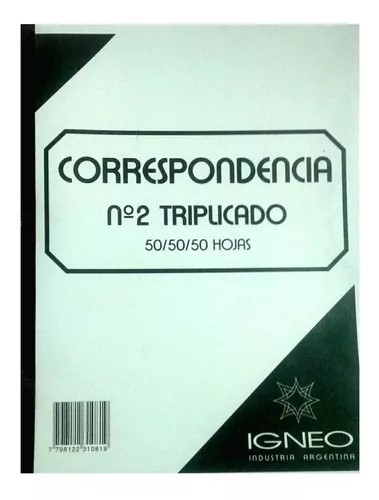 CORRESPONDENCIA
Nº2 TRIPLICADO
50/50/50 HOJAS
IGNEO
INDUSTRIA ARGENTINA
7 798122 310819